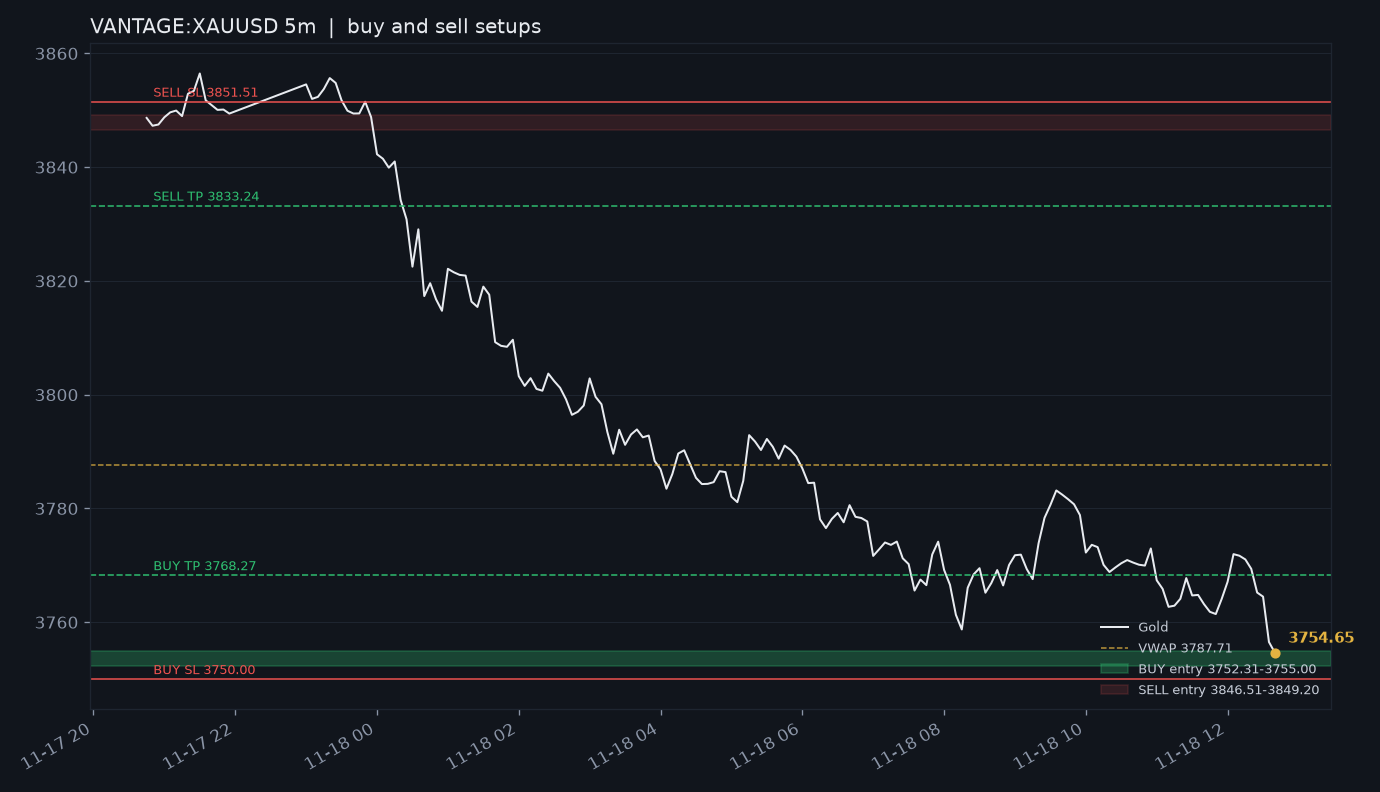 VANTAGE:XAUUSD 5m | buy and sell setups
3860
SELL SL 3851.51
3840
SELL TP 3833.24
3820
3800
3780
BUY TP 3768.27
3760
Gold
3754.65
VWAP 3787.71
BUY SL 3750.00
BUY entry 3752.31-3755.00
SELL entry 3846.51-3849.20
11-17 20
11-17 22
11-18 00
11-18 02
11-18 04
11-18 06
11-18 08
11-18 10
11-18 12